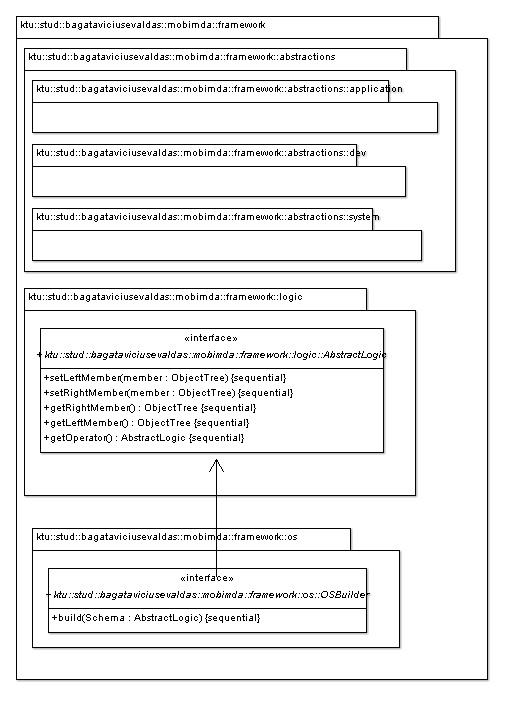 ktu::stud::bagataviciusevaldas::mobimda::framework
ktu::stud::bagataviciusevaldas::mobimda::framework::abstractions
ktu::stud::bagataviciusevaldas::mobimda::framework::abstractions::application
ktu::stud::bagataviciusevaldas::mobimda::framework::abstractions::dev
ktu::stud::bagataviciusevaldas::mobimda::framework::abstractions::system
ktu::stud::bagataviciusevaldas::mobimda::framework::logic
«interface»
+ ktu::stud::bagataviciusevaldas::mobimda::framework::logic::AbstractLogic
+setLeftMember(member : ObjectTree) {sequential}
+setRightMember(member : ObjectTree) {sequential}
+getRightMember() : ObjectTree {sequential}
+getLeftMember() : ObjectTree {sequential}
+getOperator() : AbstractLogic {sequential}
ktu::stud::bagataviciusevaldas::mobimda::framework::os
«interface»
+ ktu::stud::bagataviciusevaldas::mobimda::framework::os::OSBuilder
+build(Schema : AbstractLogic) {sequential}